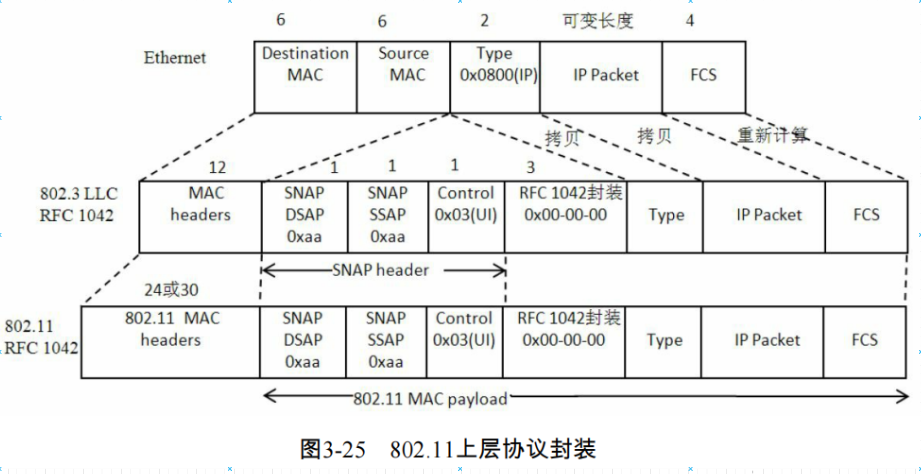 6 6 2 可变长度 4
Ethernet
Destination MAC
Source MAC
Type 0x0800(IP)
IP Packet
FCS
拷贝 拷贝 重新计算
12 1 1 1 3
802.3 LLC
RFC 1042
MAC headers
SNAP DSAP 0xaa
SNAP SSAP 0xaa
Control 0x03(UI)
RFC 1042封装 0x00-00-00
Type
IP Packet
FCS
SNAP header
24或30
802.11
RFC 1042
802.11 MAC headers
SNAP DSAP 0xaa
SNAP SSAP 0xaa
Control 0x03(UI)
RFC 1042封装 0x00-00-00
Type
IP Packet
FCS
802.11 MAC payload
图3-25 802.11上层协议封装